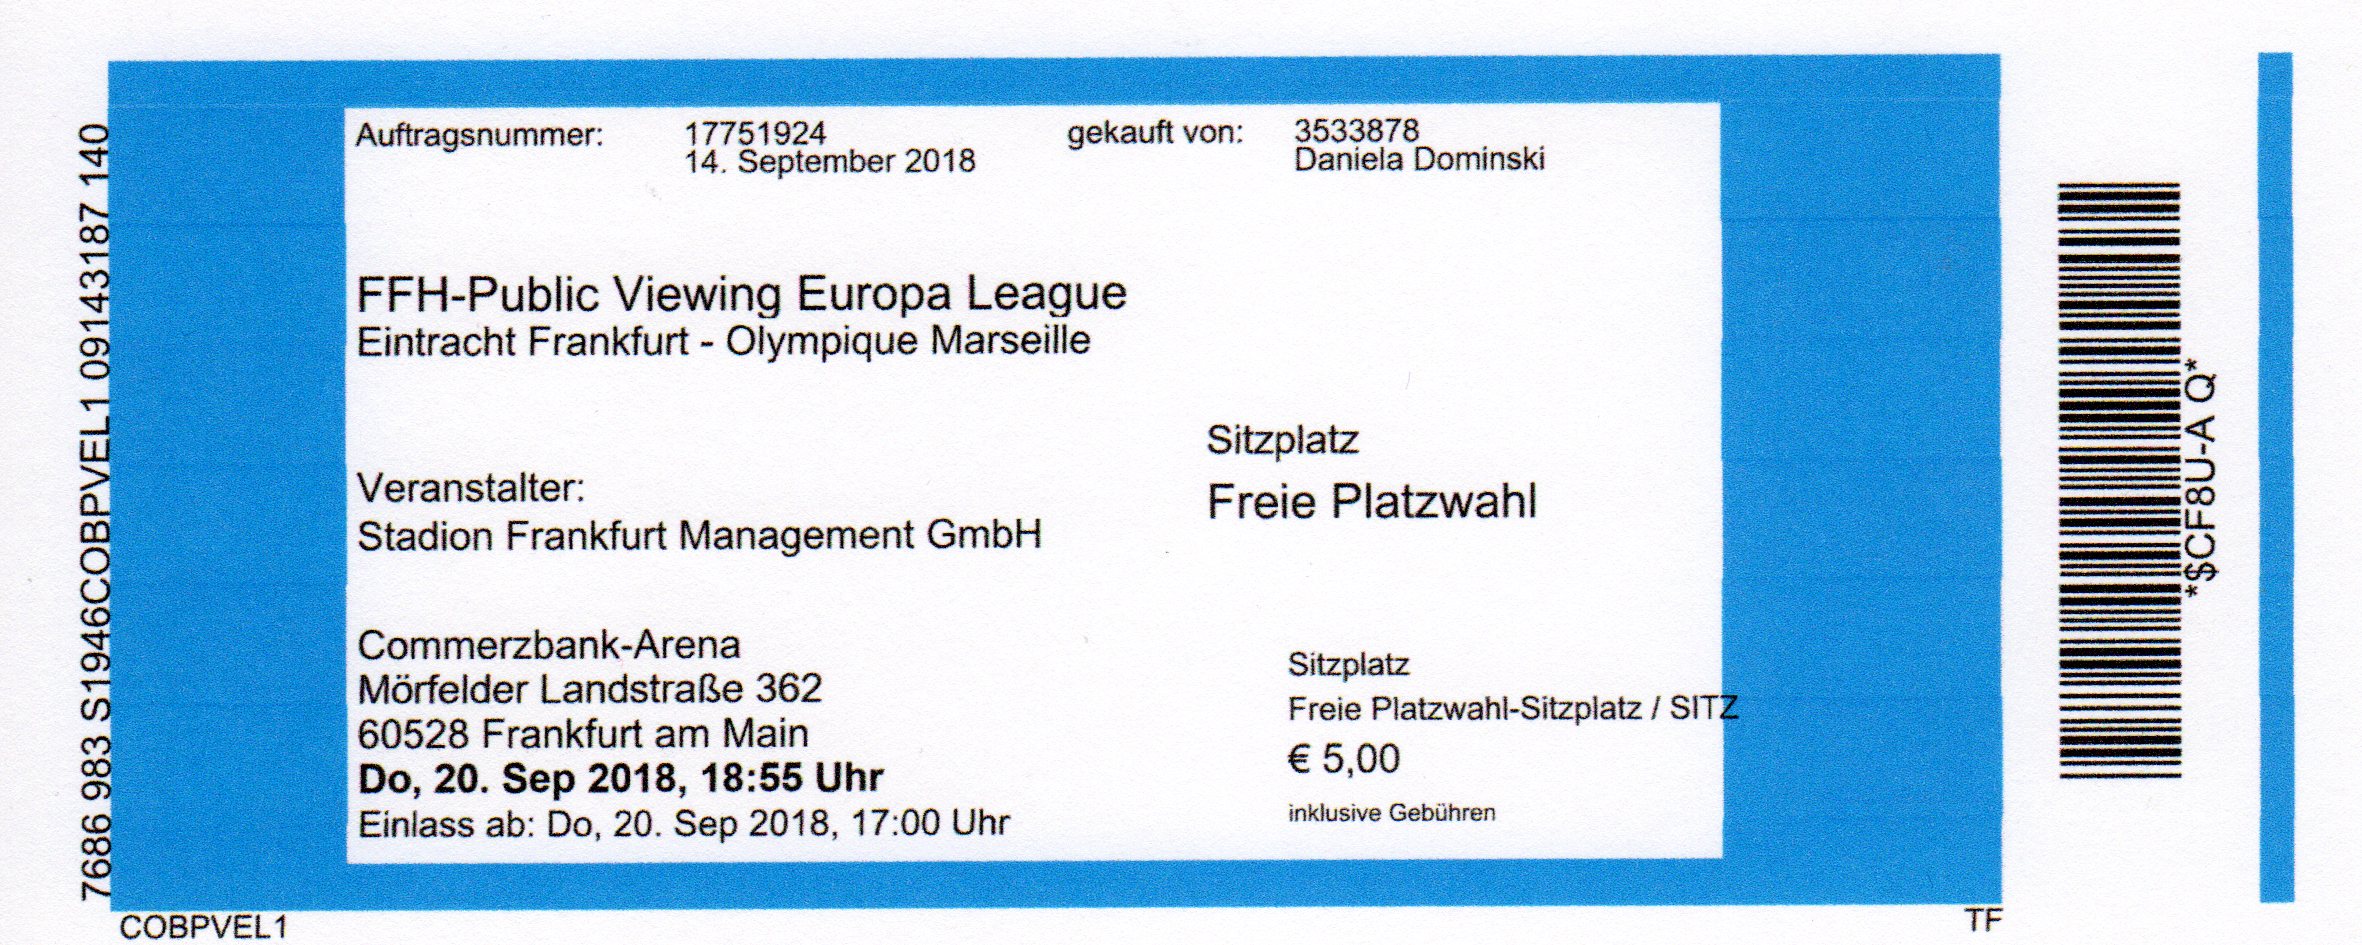 Auftragsnummer: 17751924 gekauft von: 3533878
14. September 2018 Daniela Dominski
FFH-Public Viewing Europa League
Eintracht Frankfurt - Olympique Marseille
Sitzplatz
Freie Platzwahl
Veranstalter:
Stadion Frankfurt Management GmbH
Commerzbank-Arena
Mörfelder Landstraße 362
60528 Frankfurt am Main
Do, 20. Sep 2018, 18:55 Uhr
Einlass ab: Do, 20. Sep 2018, 17:00 Uhr
Sitzplatz
Freie Platzwahl-Sitzplatz / SITZ
€ 5,00
inklusive Gebühren
7686 983 S1946COBPVEL1 09143187 140
*$CF8U-A Q*
COBPVEL1
TF